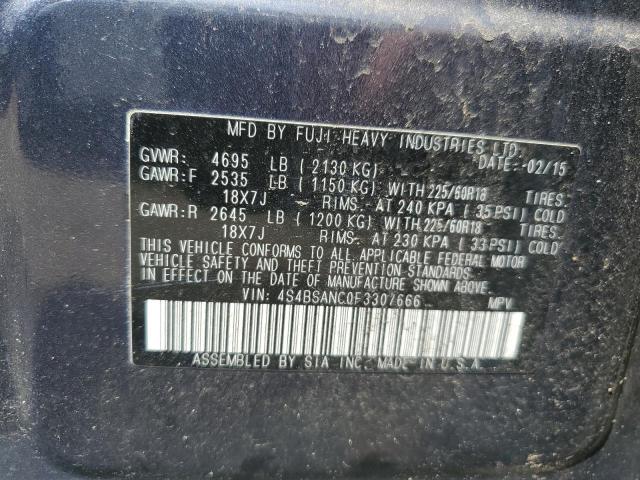 MFD BY FUJI HEAVY INDUSTRIES LTD.
GVWR: 4695 LB ( 2130 KG) DATE: 02/15
GAWR:F 2535 LB ( 1150 KG) WITH 225/60R18 TIRES,
18X7J RIMS, AT 240 KPA ( 35PSI) COLD
GAWR:R 2645 LB ( 1200 KG) WITH 225/60R18 TIRES,
18X7J RIMS, AT 230 KPA ( 33PSI) COLD
THIS VEHICLE CONFORMS TO ALL APPLICABLE FEDERAL MOTOR
VEHICLE SAFETY AND THEFT PREVENTION STANDARDS
IN EFFECT ON THE DATE OF MANUFACTURE SHOWN ABOVE.
VIN: 4S4BSANC0F3307666 MPV
ASSEMBLED BY SIA INC. MADE IN U.S.A